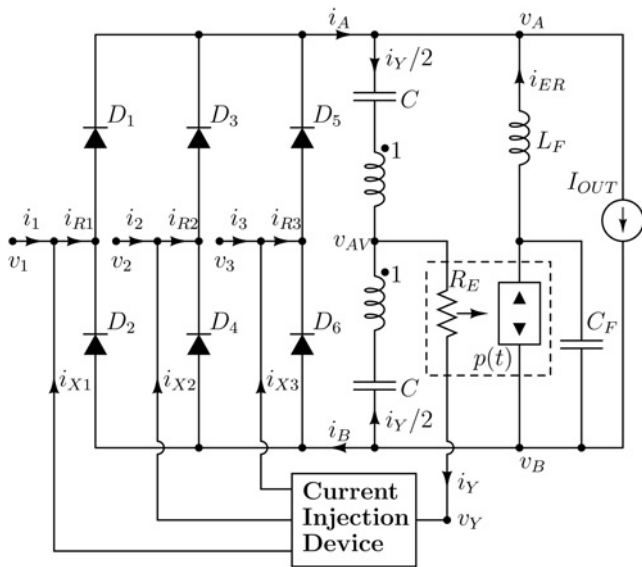 i_A v_A
i_Y/2 i_ER
C
D_1 D_3 D_5
1 L_F
I_OUT
i_1 i_R1 i_2 i_R2 i_3 i_R3
v_1 v_2 v_3 v_AV
1 R_E
D_2 D_4 D_6 C_F
p(t)
i_X1 i_X2 i_X3 C
i_B i_Y/2 v_B
i_Y
Current
Injection v_Y
Device